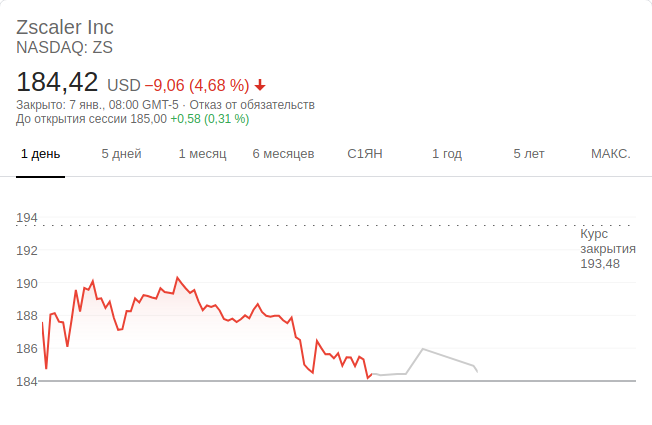 Zscaler Inc
NASDAQ: ZS
184,42 USD −9,06 (4,68 %)
Закрыто: 7 янв., 08:00 GMT-5 · Отказ от обязательств
До открытия сессии 185,00 +0,58 (0,31 %)
1 день 5 дней 1 месяц 6 месяцев С1ЯН 1 год 5 лет МАКС.
194
Курс
закрытия
193,48
192
190
188
186
184